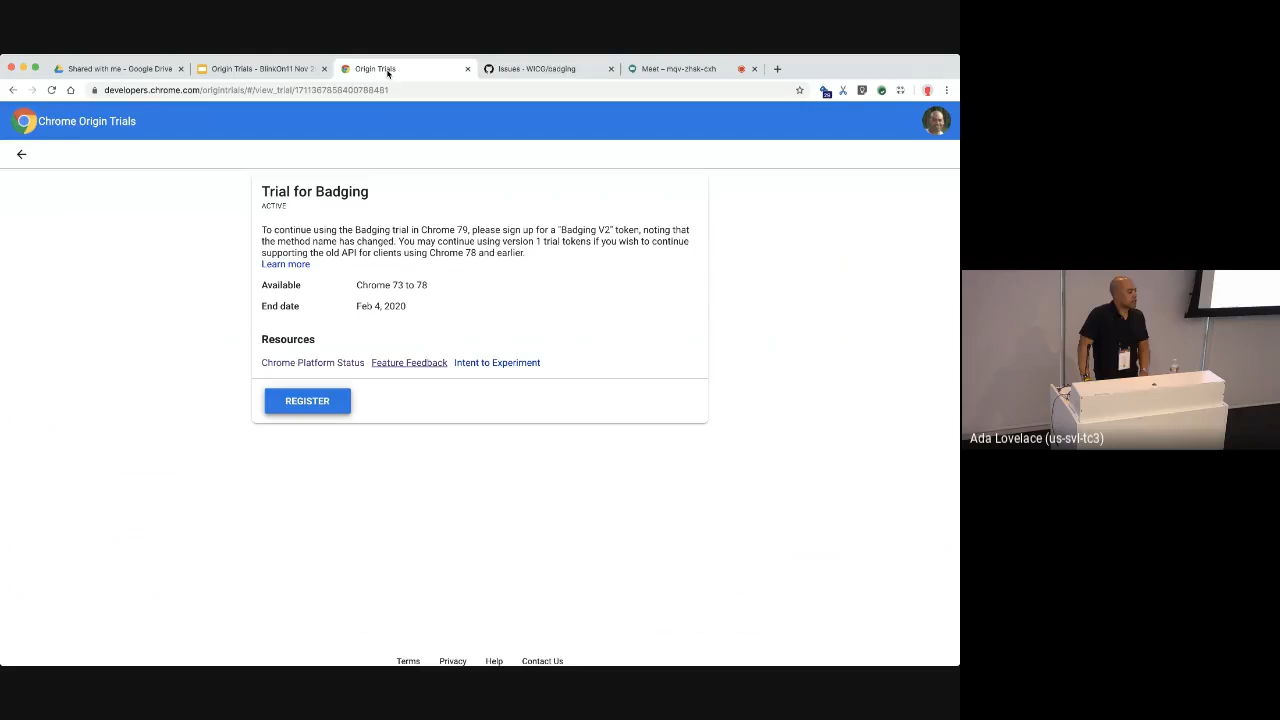 Shared with me - Google Drive
Origin Trials - BlinkOn11 Nov 2
Origin Trials
Issues · WICG/badging
Meet – mqv-zhsk-cxh
developers.chrome.com/origintrials/#/view_trial/1711367858400788481
Chrome Origin Trials
Trial for Badging
ACTIVE
To continue using the Badging trial in Chrome 79, please sign up for a "Badging V2" token, noting that
the method name has changed. You may continue using version 1 trial tokens if you wish to continue
supporting the old API for clients using Chrome 78 and earlier.
Learn more
Available Chrome 73 to 78
End date Feb 4, 2020
Resources
Chrome Platform Status Feature Feedback Intent to Experiment
REGISTER
Terms Privacy Help Contact Us
Ada Lovelace (us-svl-tc3)